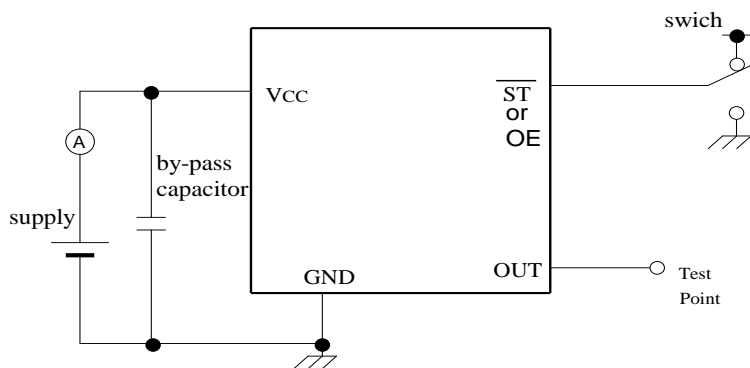 swich
VCC
ST
or
OE
A
by-pass
capacitor
supply
GND
OUT
Test
Point